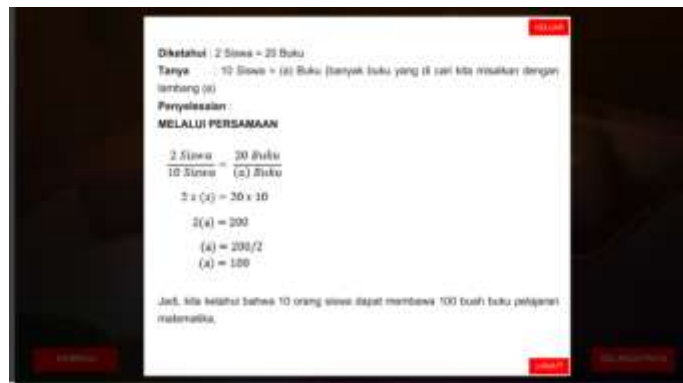 KELUAR
Diketahui : 2 Siswa = 20 Buku
Tanya : 10 Siswa = (a) Buku (banyak buku yang di cari kita misalkan dengan
lambang (a)
Penyelesaian :
MELALUI PERSAMAAN
2 Siswa / 10 Siswa = 20 Buku / (a) Buku
2 x (a) = 20 x 10
2(a) = 200
(a) = 200/2
(a) = 100
Jadi, kita ketahui bahwa 10 orang siswa dapat membawa 100 buah buku pelajaran
matematika.
LANJUT